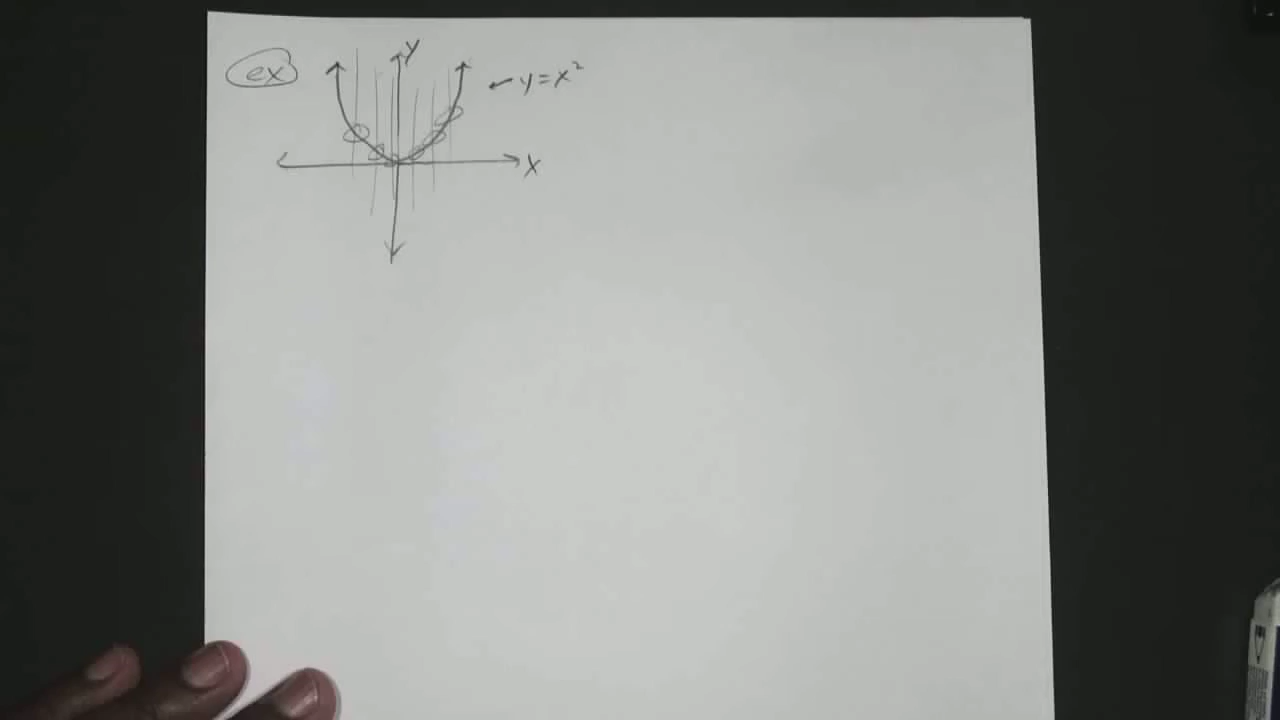 ex
y
y = x²
x